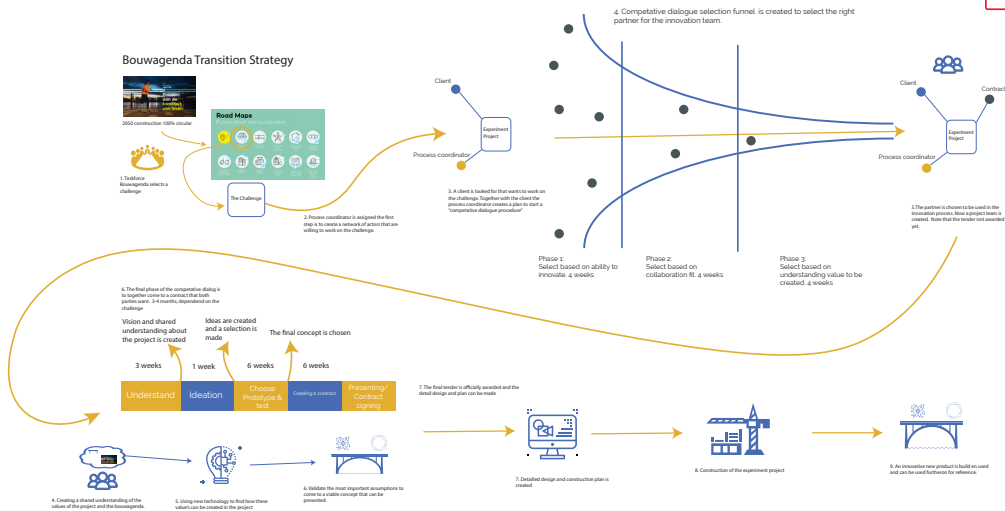 4. Competative dialogue selection funnel is created to select the right
partner for the innovation team.
Bouwagenda Transition Strategy
2050 construction 100% circular
Road Maps
1. Taskforce
Bouwagenda selects a
challenge
The Challenge
2. Process coordinator is assigned the first
step is to create a network of actors that are
willing to work on the challenge.
Client
Experiment
Project
Process coordinator
3. A client is looked for that wants to work on
the challenge. Together with the client the
process coordinator creates a plan to start a
"competative dialogue procedure"
Phase 1:
Select based on ability to
innovate. 4 weeks
Phase 2:
Select based on
collaboration fit. 4 weeks
Phase 3:
Select based on
understanding value to be
created. 4 weeks
Client
Contract
Experiment
Project
Process coordinator
5.The partner is chosen to be used in the
innovation process. Now a project team is
created. Note that the tender isnt awarded
yet.
6. The final phase of the competative dialog is
to together come to a contract that both
parties want. 3-4 months, dependend on the
challenge
Vision and shared
understanding about
the project is created
Ideas are created
and a selection is
made
The final concept is chosen
3 weeks
1 week
6 weeks
6 weeks
Understand
Ideation
Choose
Prototype &
test
Creating a contract
Presenting/
Contract
signing
4. Creating a shared understanding of the
values of the project and the bouwagenda.
5. Using new technology to find how these
value's can be created in the project
6. Validate the most important assumptions to
come to a viable concept that can be
presented.
7. The final tender is officially awarded and the
detail design and plan can be made
7. Detailled design and construction plan is
created
8. Construction of the experiment project
9. An innovative new product is build en used
and can be used furtheron for reference.